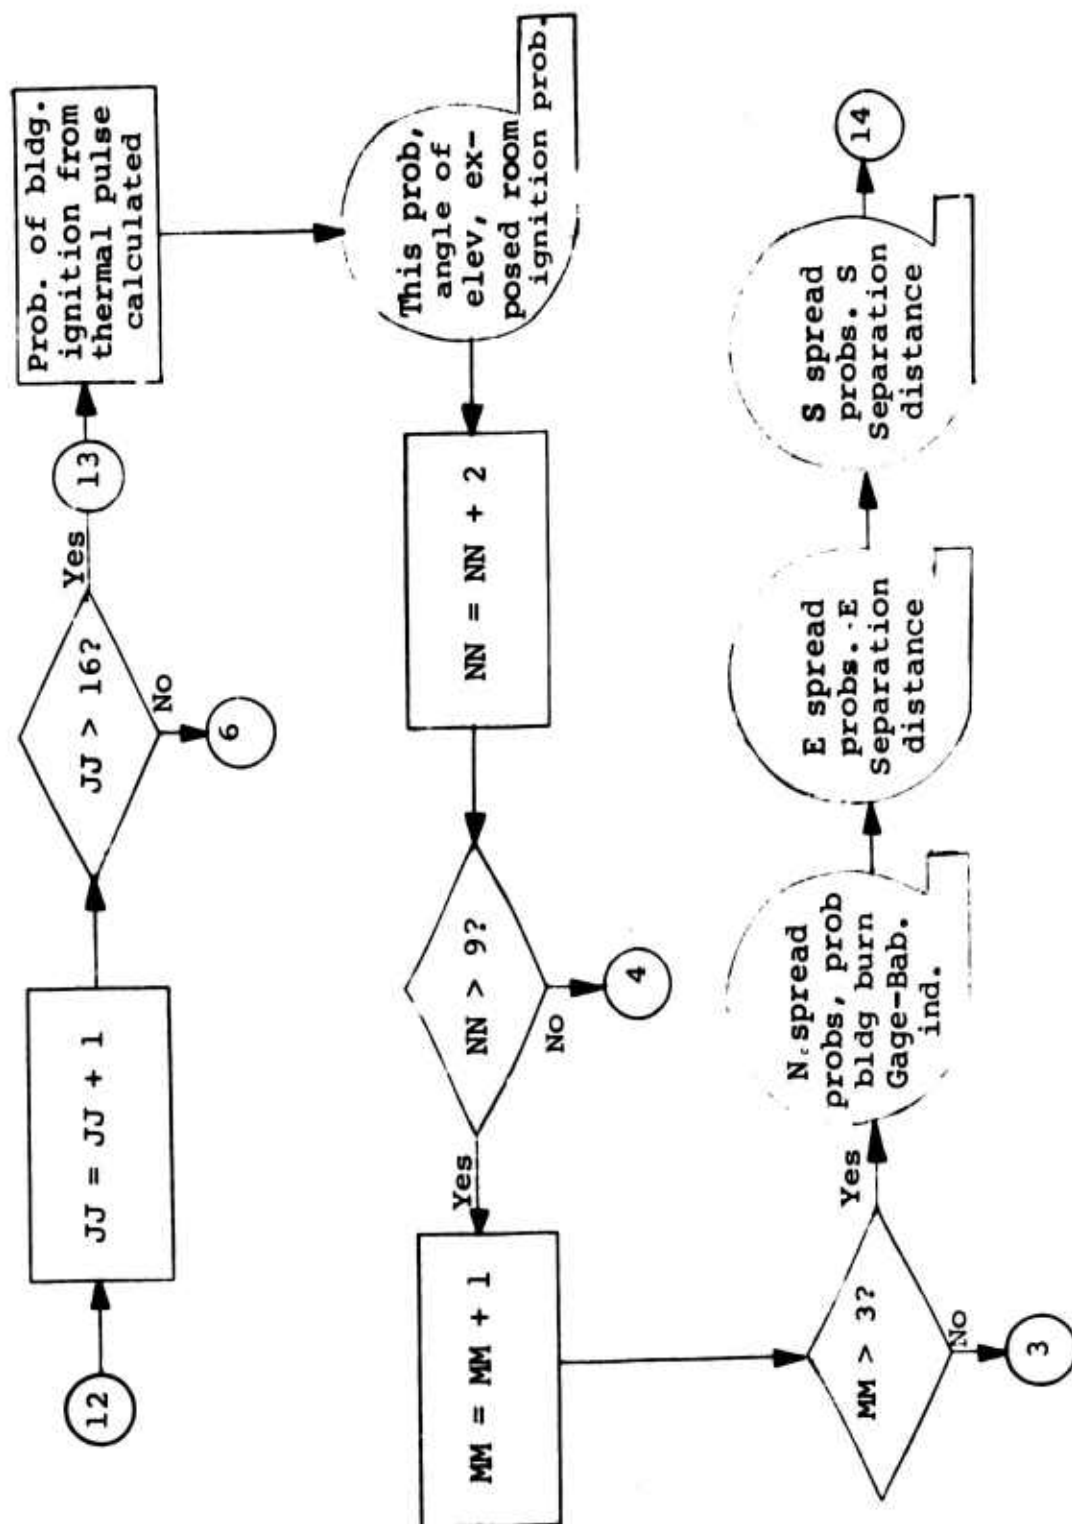 12
JJ = JJ + 1
JJ > 16?
Yes
No
6
13
Prob. of bldg.
ignition from
thermal pulse
calculated
This prob,
angle of
elev, ex-
posed room
ignition prob.
NN = NN + 2
NN > 9?
No
4
Yes
MM = MM + 1
MM > 3?
No
3
Yes
N. spread
probs, prob
bldg burn
Gage-Bab.
ind.
E spread
probs. E
Separation
distance
S spread
probs. S
Separation
distance
14